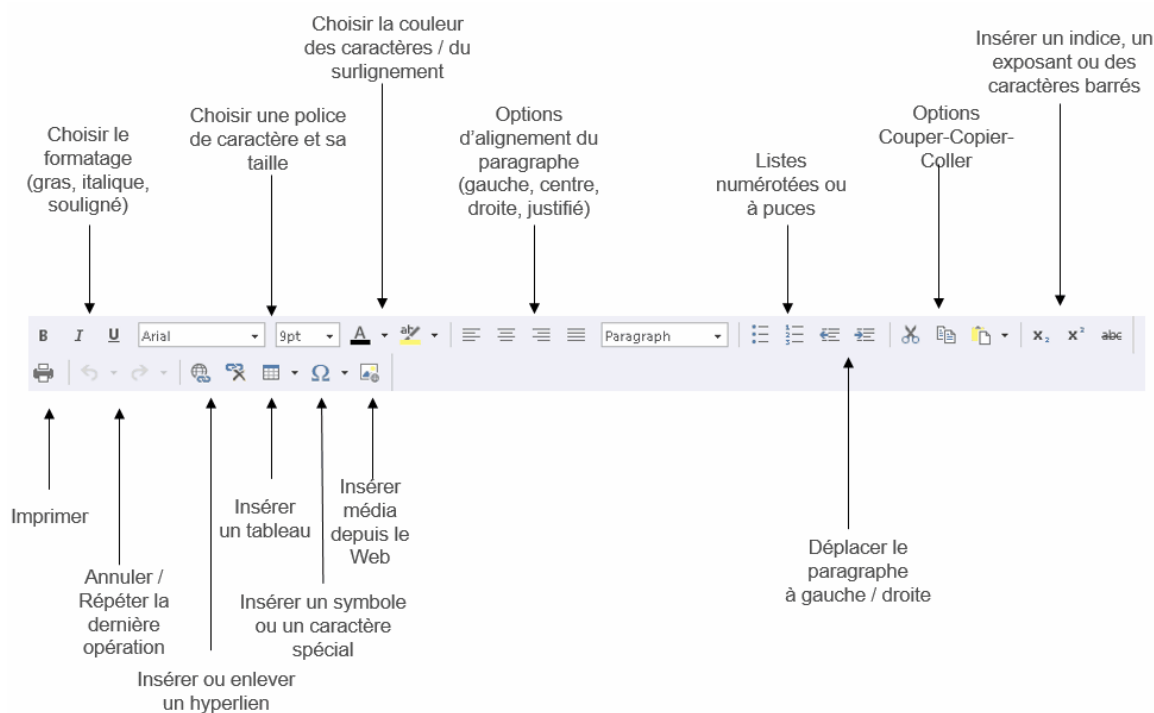 Choisir la couleur
des caractères / du
surlignement
Insérer un indice, un
exposant ou des
caractères barrés
Choisir une police
de caractère et sa
taille
Options
d'alignement du
paragraphe
(gauche, centre,
droite, justifié)
Options
Couper-Copier-
Coller
Choisir le
formatage
(gras, italique,
souligné)
Listes
numérotées ou
à puces
B I U Arial 9pt A ab Paragraph x₂ x² abc
Ω
Imprimer
Insérer
un tableau
Insérer
média
depuis le
Web
Annuler /
Répéter la
dernière
opération
Insérer un symbole
ou un caractère
spécial
Déplacer le
paragraphe
à gauche / droite
Insérer ou enlever
un hyperlien